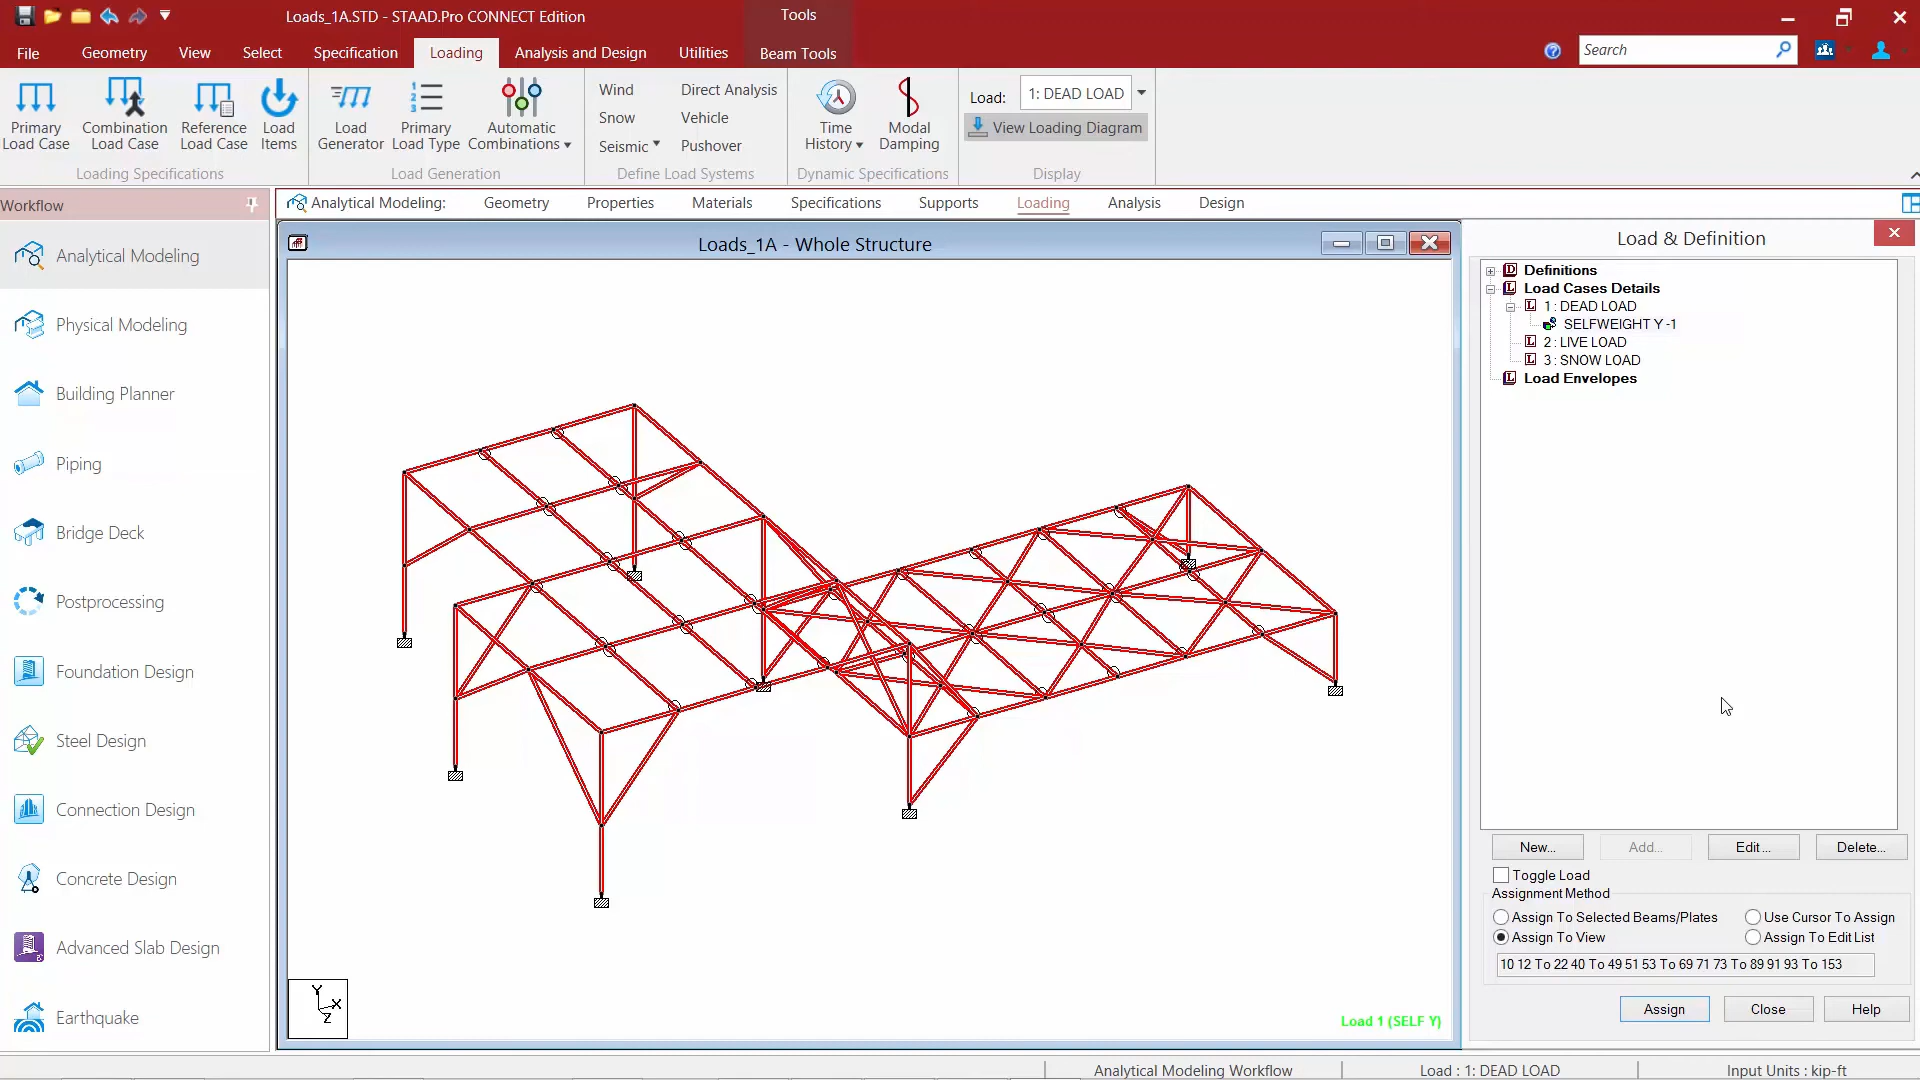 Loads_1A.STD - STAAD.Pro CONNECT Edition
Tools
File
Geometry
View
Select
Specification
Loading
Analysis and Design
Utilities
Beam Tools
Search
Primary Load Case
Combination Load Case
Reference Load Case
Load Items
Loading Specifications
Load Generator
Primary Load Type
Automatic Combinations
Load Generation
Wind
Snow
Seismic
Direct Analysis
Vehicle
Pushover
Define Load Systems
Time History
Modal Damping
Dynamic Specifications
Load:
1: DEAD LOAD
View Loading Diagram
Display
Workflow
Analytical Modeling
Physical Modeling
Building Planner
Piping
Bridge Deck
Postprocessing
Foundation Design
Steel Design
Connection Design
Concrete Design
Advanced Slab Design
Earthquake
Analytical Modeling:
Geometry
Properties
Materials
Specifications
Supports
Loading
Analysis
Design
Loads_1A - Whole Structure
Y
X
Z
Load 1 (SELF Y)
Load & Definition
D Definitions
L Load Cases Details
L 1 : DEAD LOAD
SELFWEIGHT Y -1
L 2 : LIVE LOAD
L 3 : SNOW LOAD
L Load Envelopes
New...
Add...
Edit...
Delete...
Toggle Load
Assignment Method
Assign To Selected Beams/Plates
Use Cursor To Assign
Assign To View
Assign To Edit List
10 12 To 22 40 To 49 51 53 To 69 71 73 To 89 91 93 To 153
Assign
Close
Help
Analytical Modeling Workflow
Load : 1: DEAD LOAD
Input Units : kip-ft